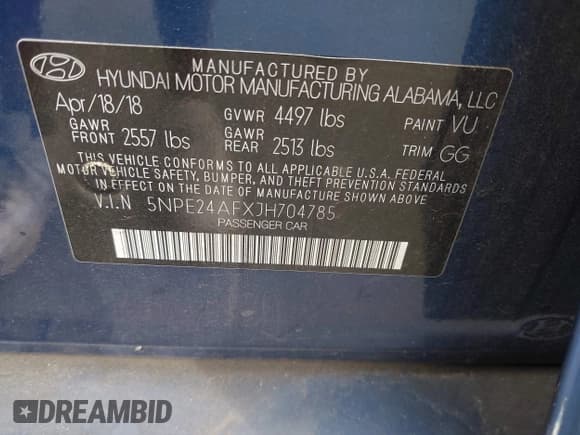 MANUFACTURED BY
HYUNDAI MOTOR MANUFACTURING ALABAMA, LLC
Apr/18/18 GVWR 4497 lbs PAINT VU
GAWR FRONT 2557 lbs GAWR REAR 2513 lbs TRIM GG
THIS VEHICLE CONFORMS TO ALL APPLICABLE U.S.A. FEDERAL
MOTOR VEHICLE SAFETY, BUMPER, AND THEFT PREVENTION STANDARDS
IN EFFECT ON THE DATE OF MANUFACTURE SHOWN ABOVE.
V.I.N 5NPE24AFXJH704785
PASSENGER CAR
DREAMBID